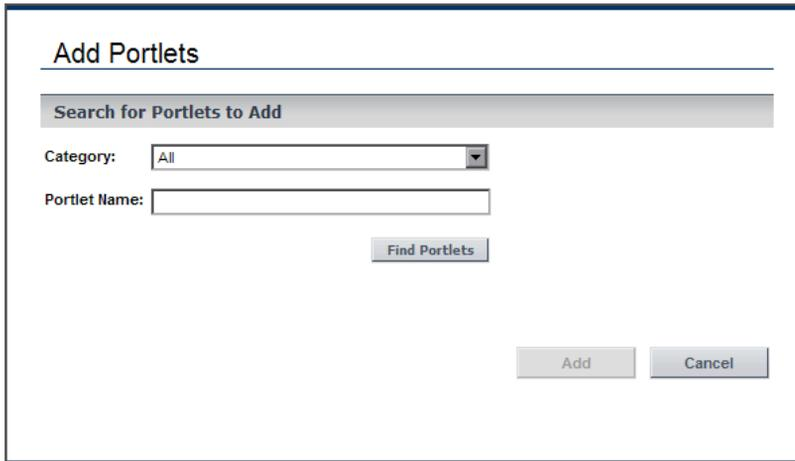 Add Portlets
Search for Portlets to Add
Category: All
Portlet Name:
Find Portlets
Add Cancel